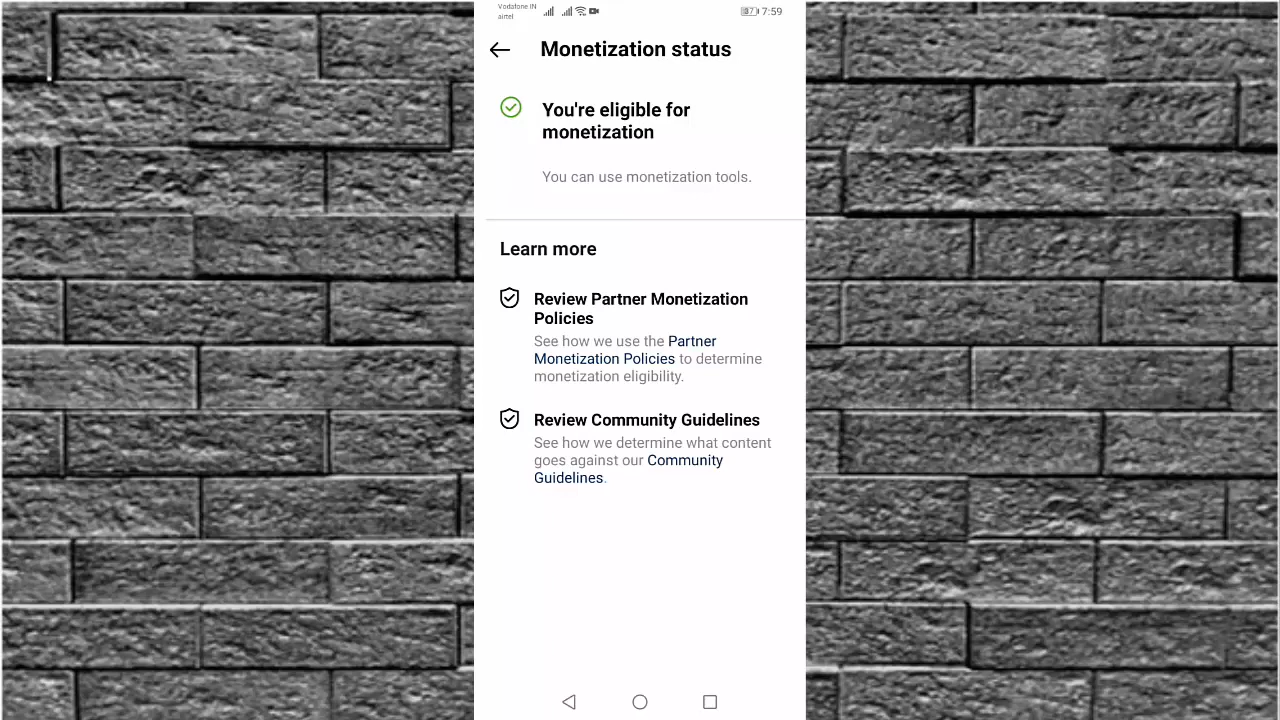 Vodafone IN
airtel
87
7:59
Monetization status
You're eligible for
monetization
You can use monetization tools.
Learn more
Review Partner Monetization
Policies
See how we use the Partner
Monetization Policies to determine
monetization eligibility.
Review Community Guidelines
See how we determine what content
goes against our Community
Guidelines.